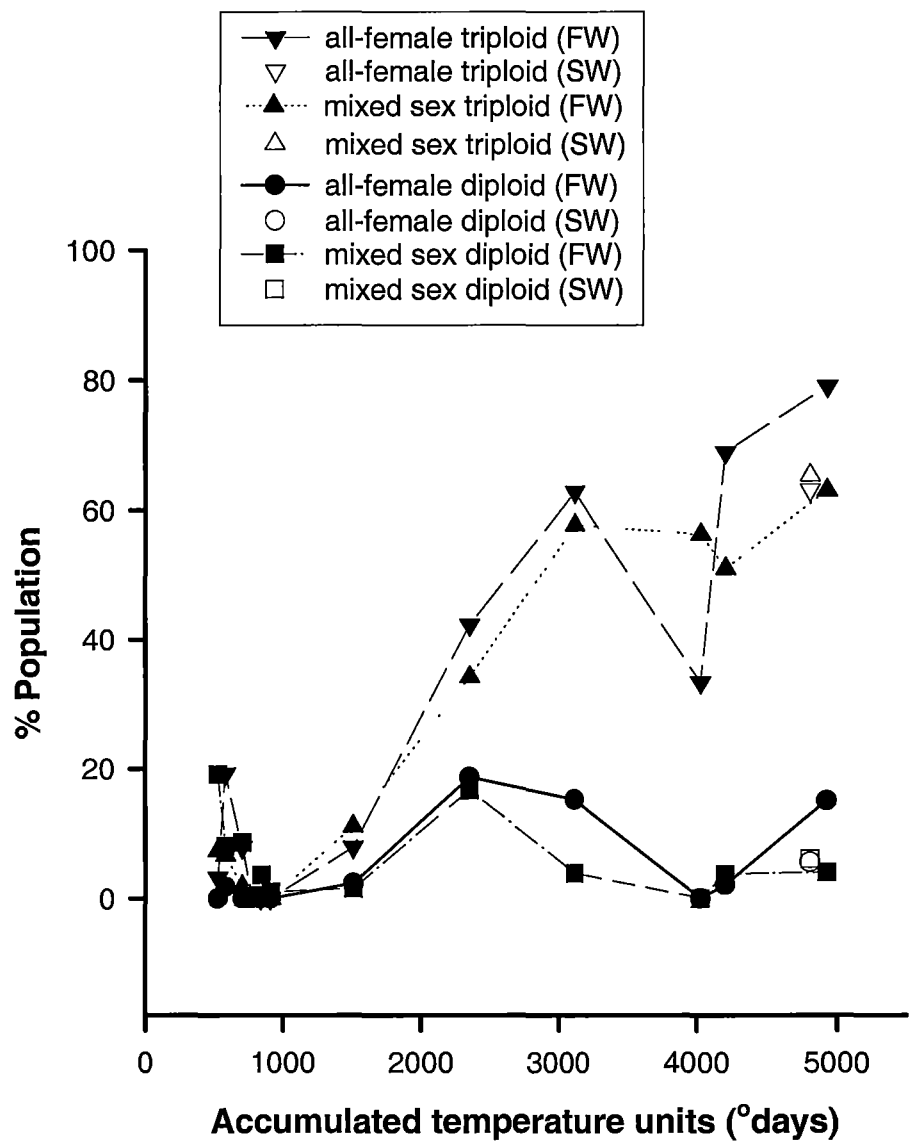 all-female triploid (FW)
all-female triploid (SW)
mixed sex triploid (FW)
mixed sex triploid (SW)
all-female diploid (FW)
all-female diploid (SW)
mixed sex diploid (FW)
mixed sex diploid (SW)
100
80
60
40
20
0
% Population
0 1000 2000 3000 4000 5000
Accumulated temperature units (°days)